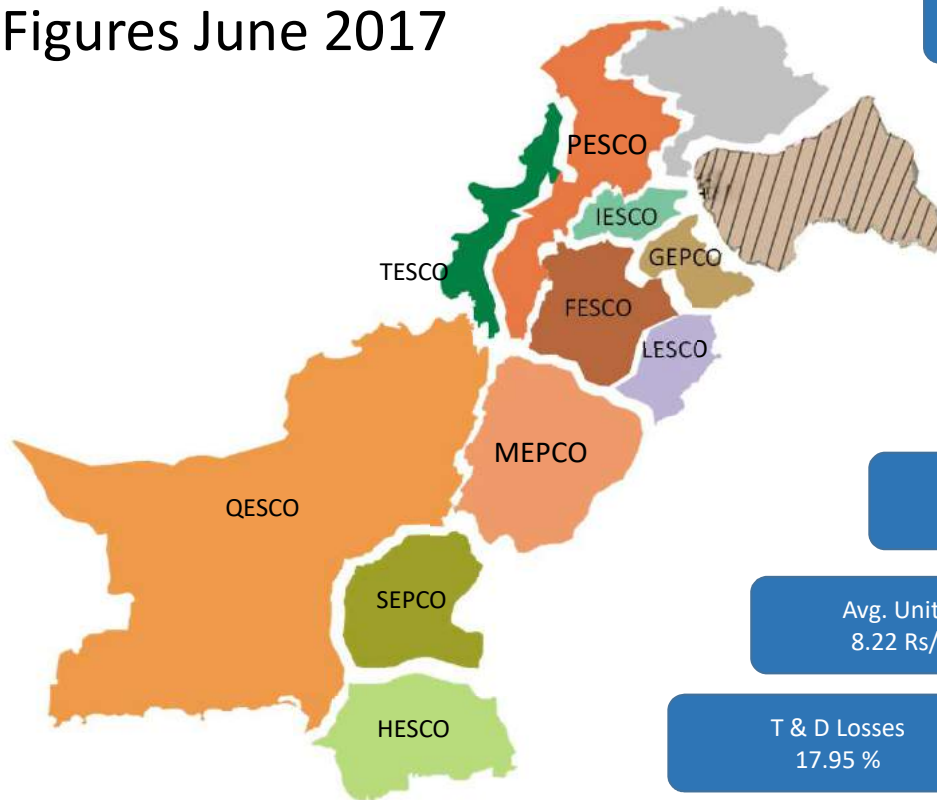 Figures June 2017
PESCO
IESCO
GEPCO
TESCO
FESCO
LESCO
MEPCO
QESCO
SEPCO
Avg. Unit
8.22 Rs/
T & D Losses
17.95 %
HESCO